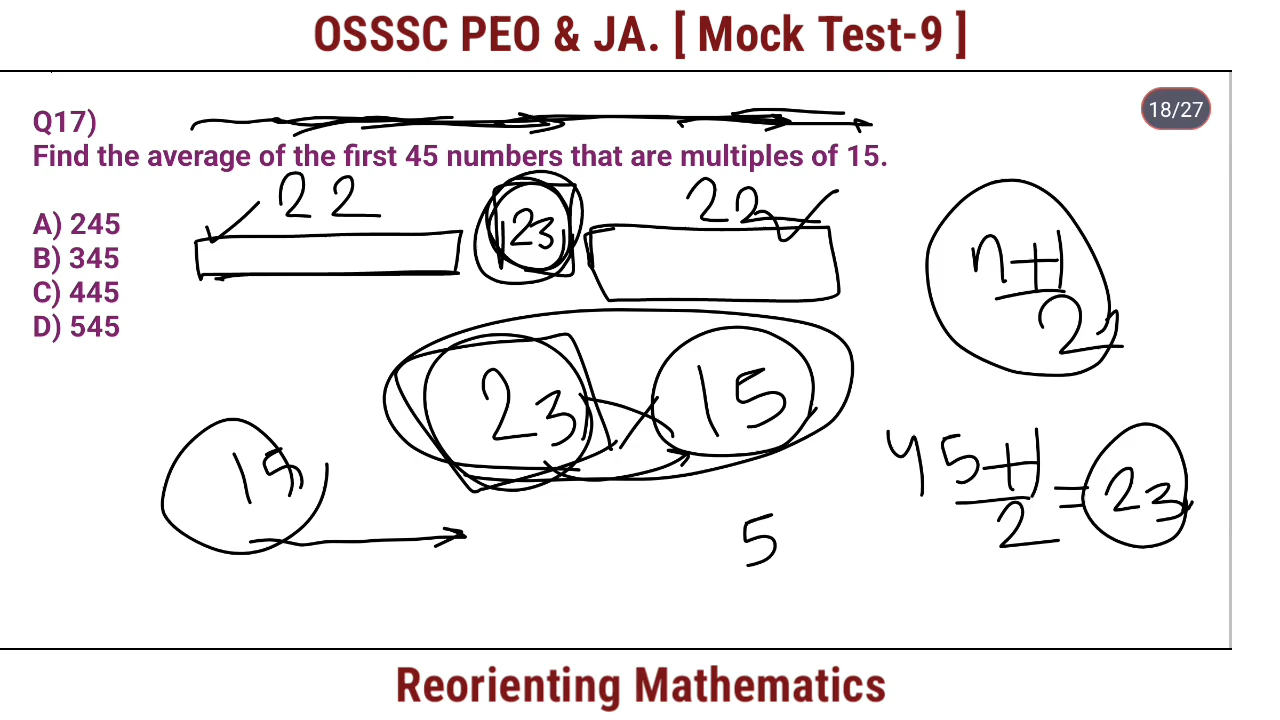 OSSSC PEO & JA. [ Mock Test-9 ]
18/27
Q17)
Find the average of the first 45 numbers that are multiples of 15.
22 23 22
A) 245
B) 345
C) 445
D) 545
n+1
2
23 15
15
45+1
2
= 23
5
Reorienting Mathematics